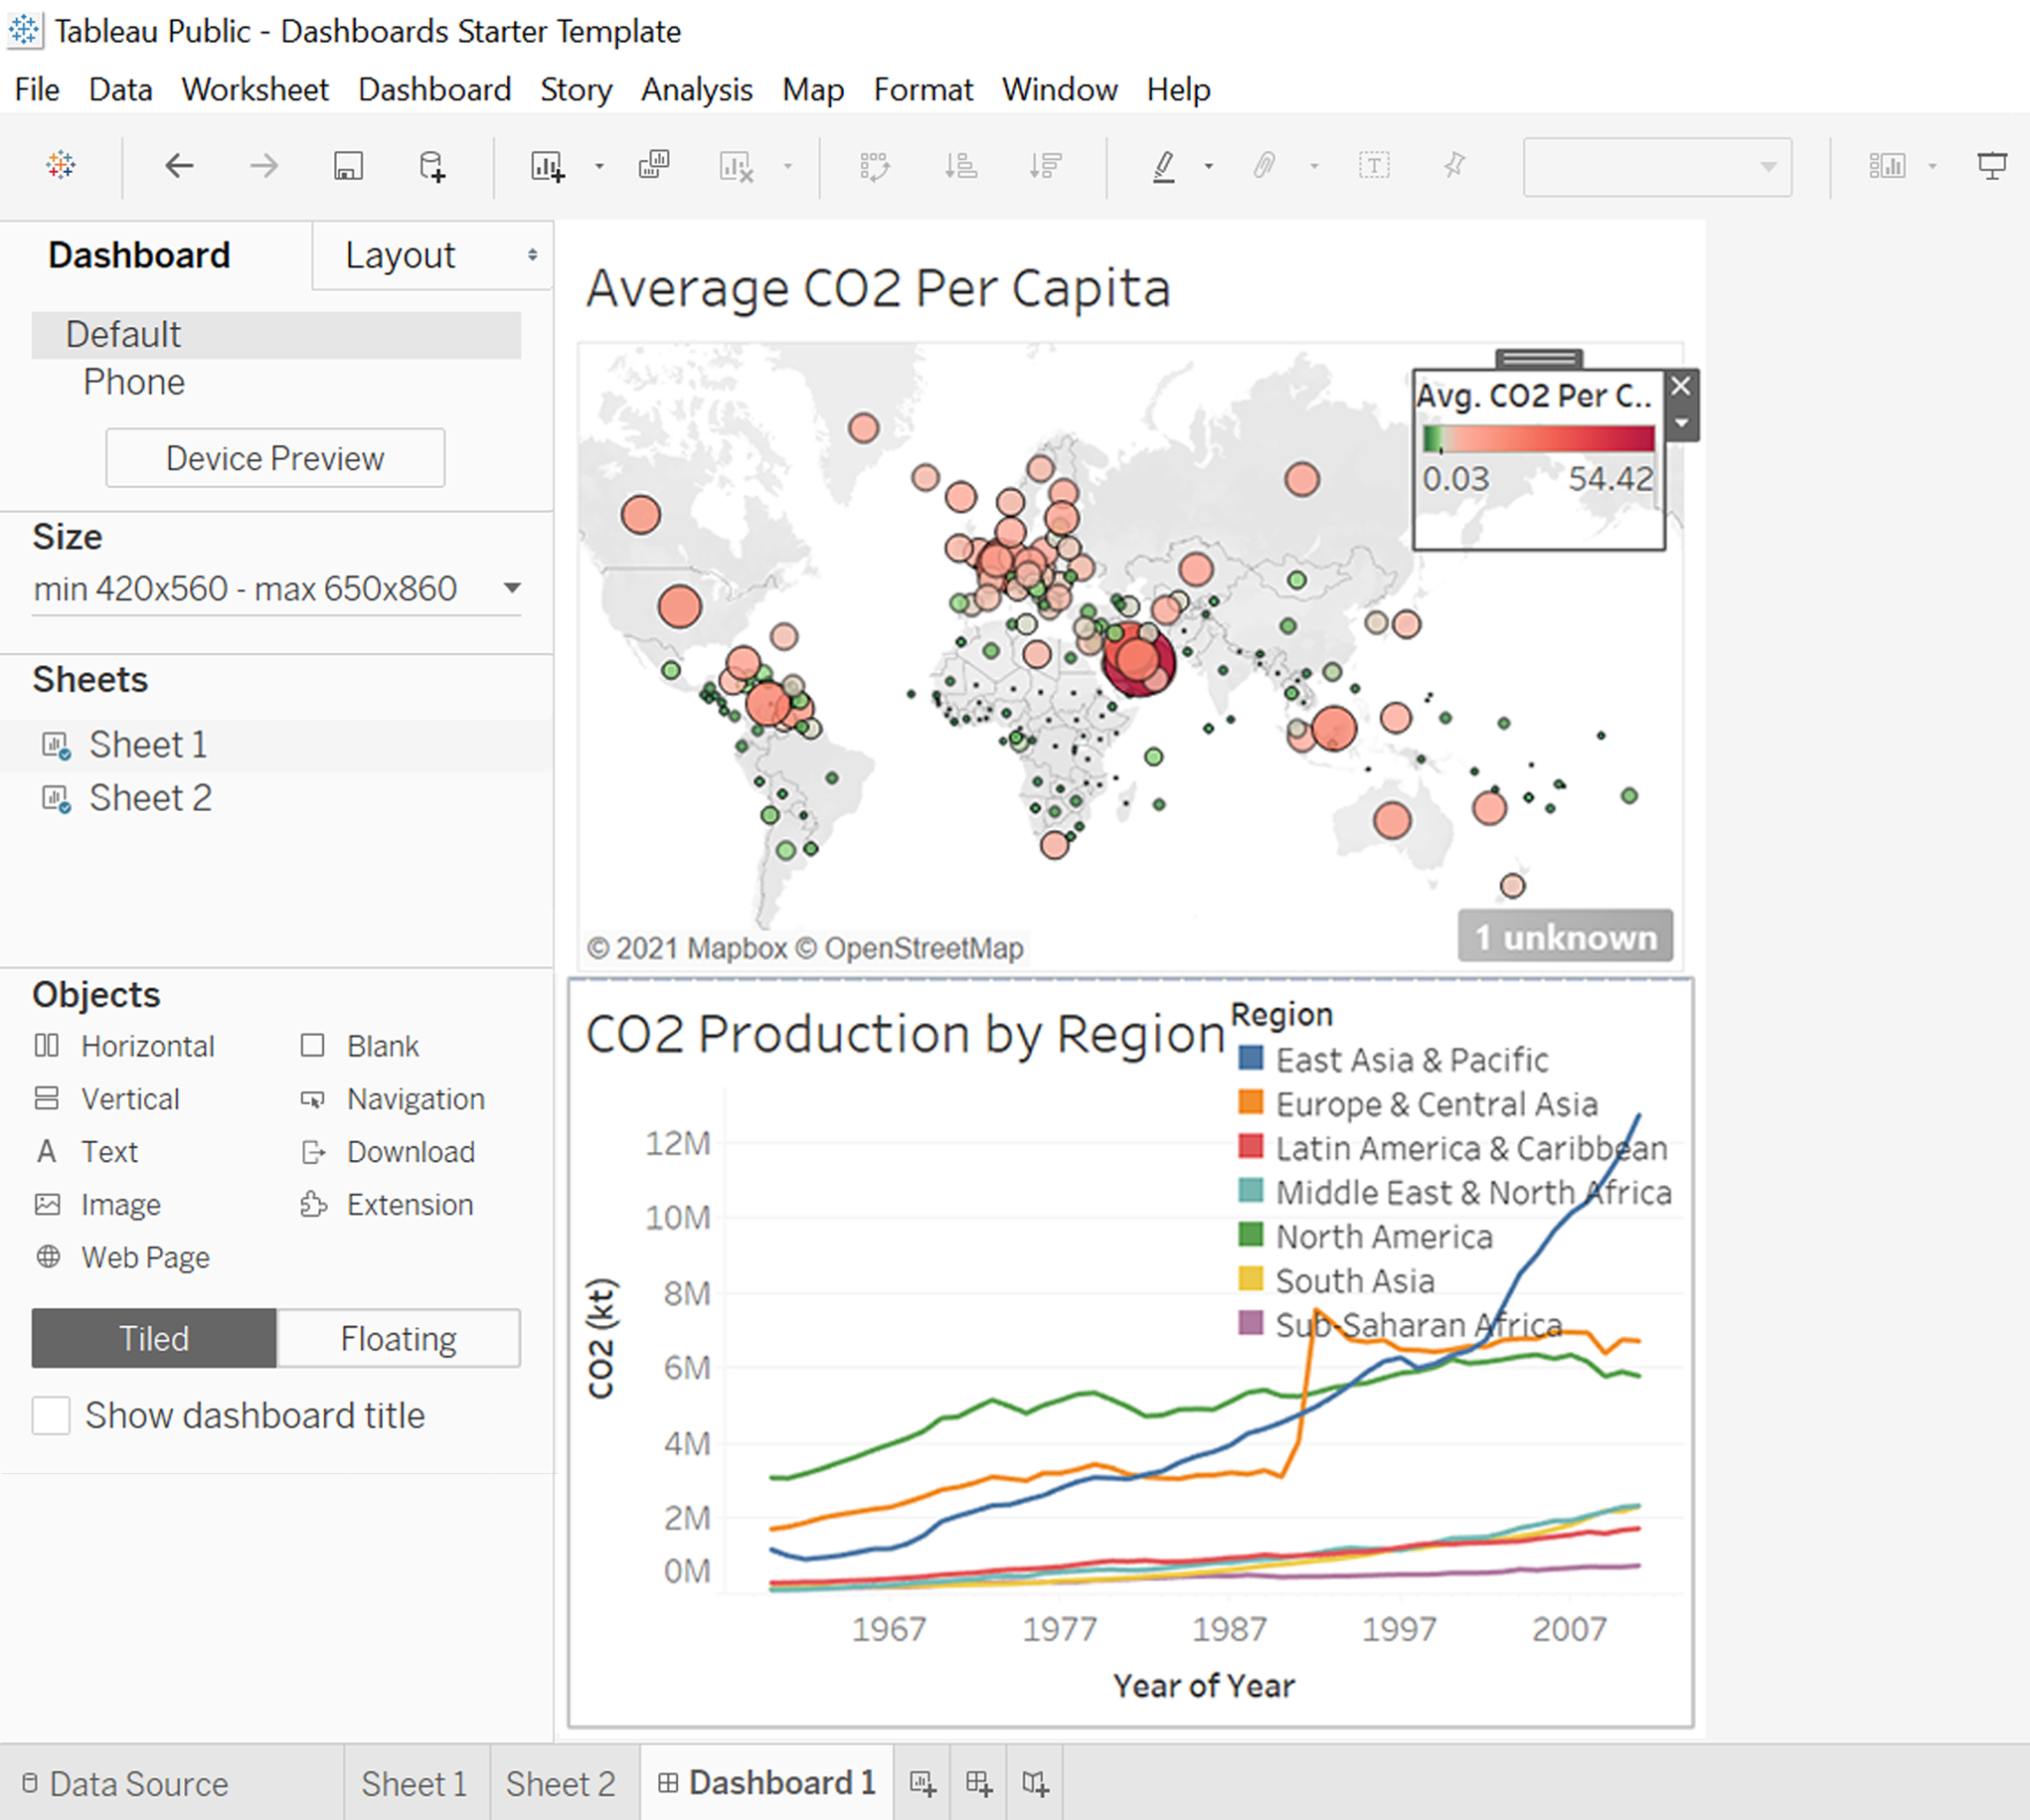 Tableau Public - Dashboards Starter Template
File Data Worksheet Dashboard Story Analysis Map Format Window Help
Dashboard Layout
Default
Phone
Device Preview
Size
min 420x560 - max 650x860
Sheets
Sheet 1
Sheet 2
Objects
Horizontal Blank
Vertical Navigation
A Text Download
Image Extension
Web Page
Tiled Floating
Show dashboard title
Average CO2 Per Capita
Avg. CO2 Per C..
0.03 54.42
© 2021 Mapbox © OpenStreetMap
1 unknown
CO2 Production by Region
Region
East Asia & Pacific
Europe & Central Asia
Latin America & Caribbean
Middle East & North Africa
North America
South Asia
Sub-Saharan Africa
12M
10M
8M
6M
4M
2M
0M
CO2 (kt)
1967 1977 1987 1997 2007
Year of Year
Data Source Sheet 1 Sheet 2 Dashboard 1